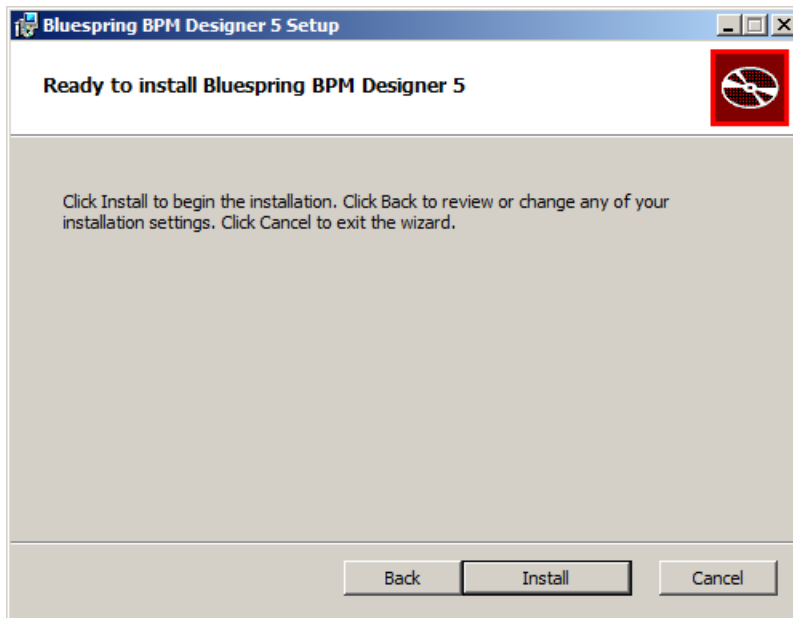 Bluespring BPM Designer 5 Setup
Ready to install Bluespring BPM Designer 5
Click Install to begin the installation. Click Back to review or change any of your
installation settings. Click Cancel to exit the wizard.
Back Install Cancel